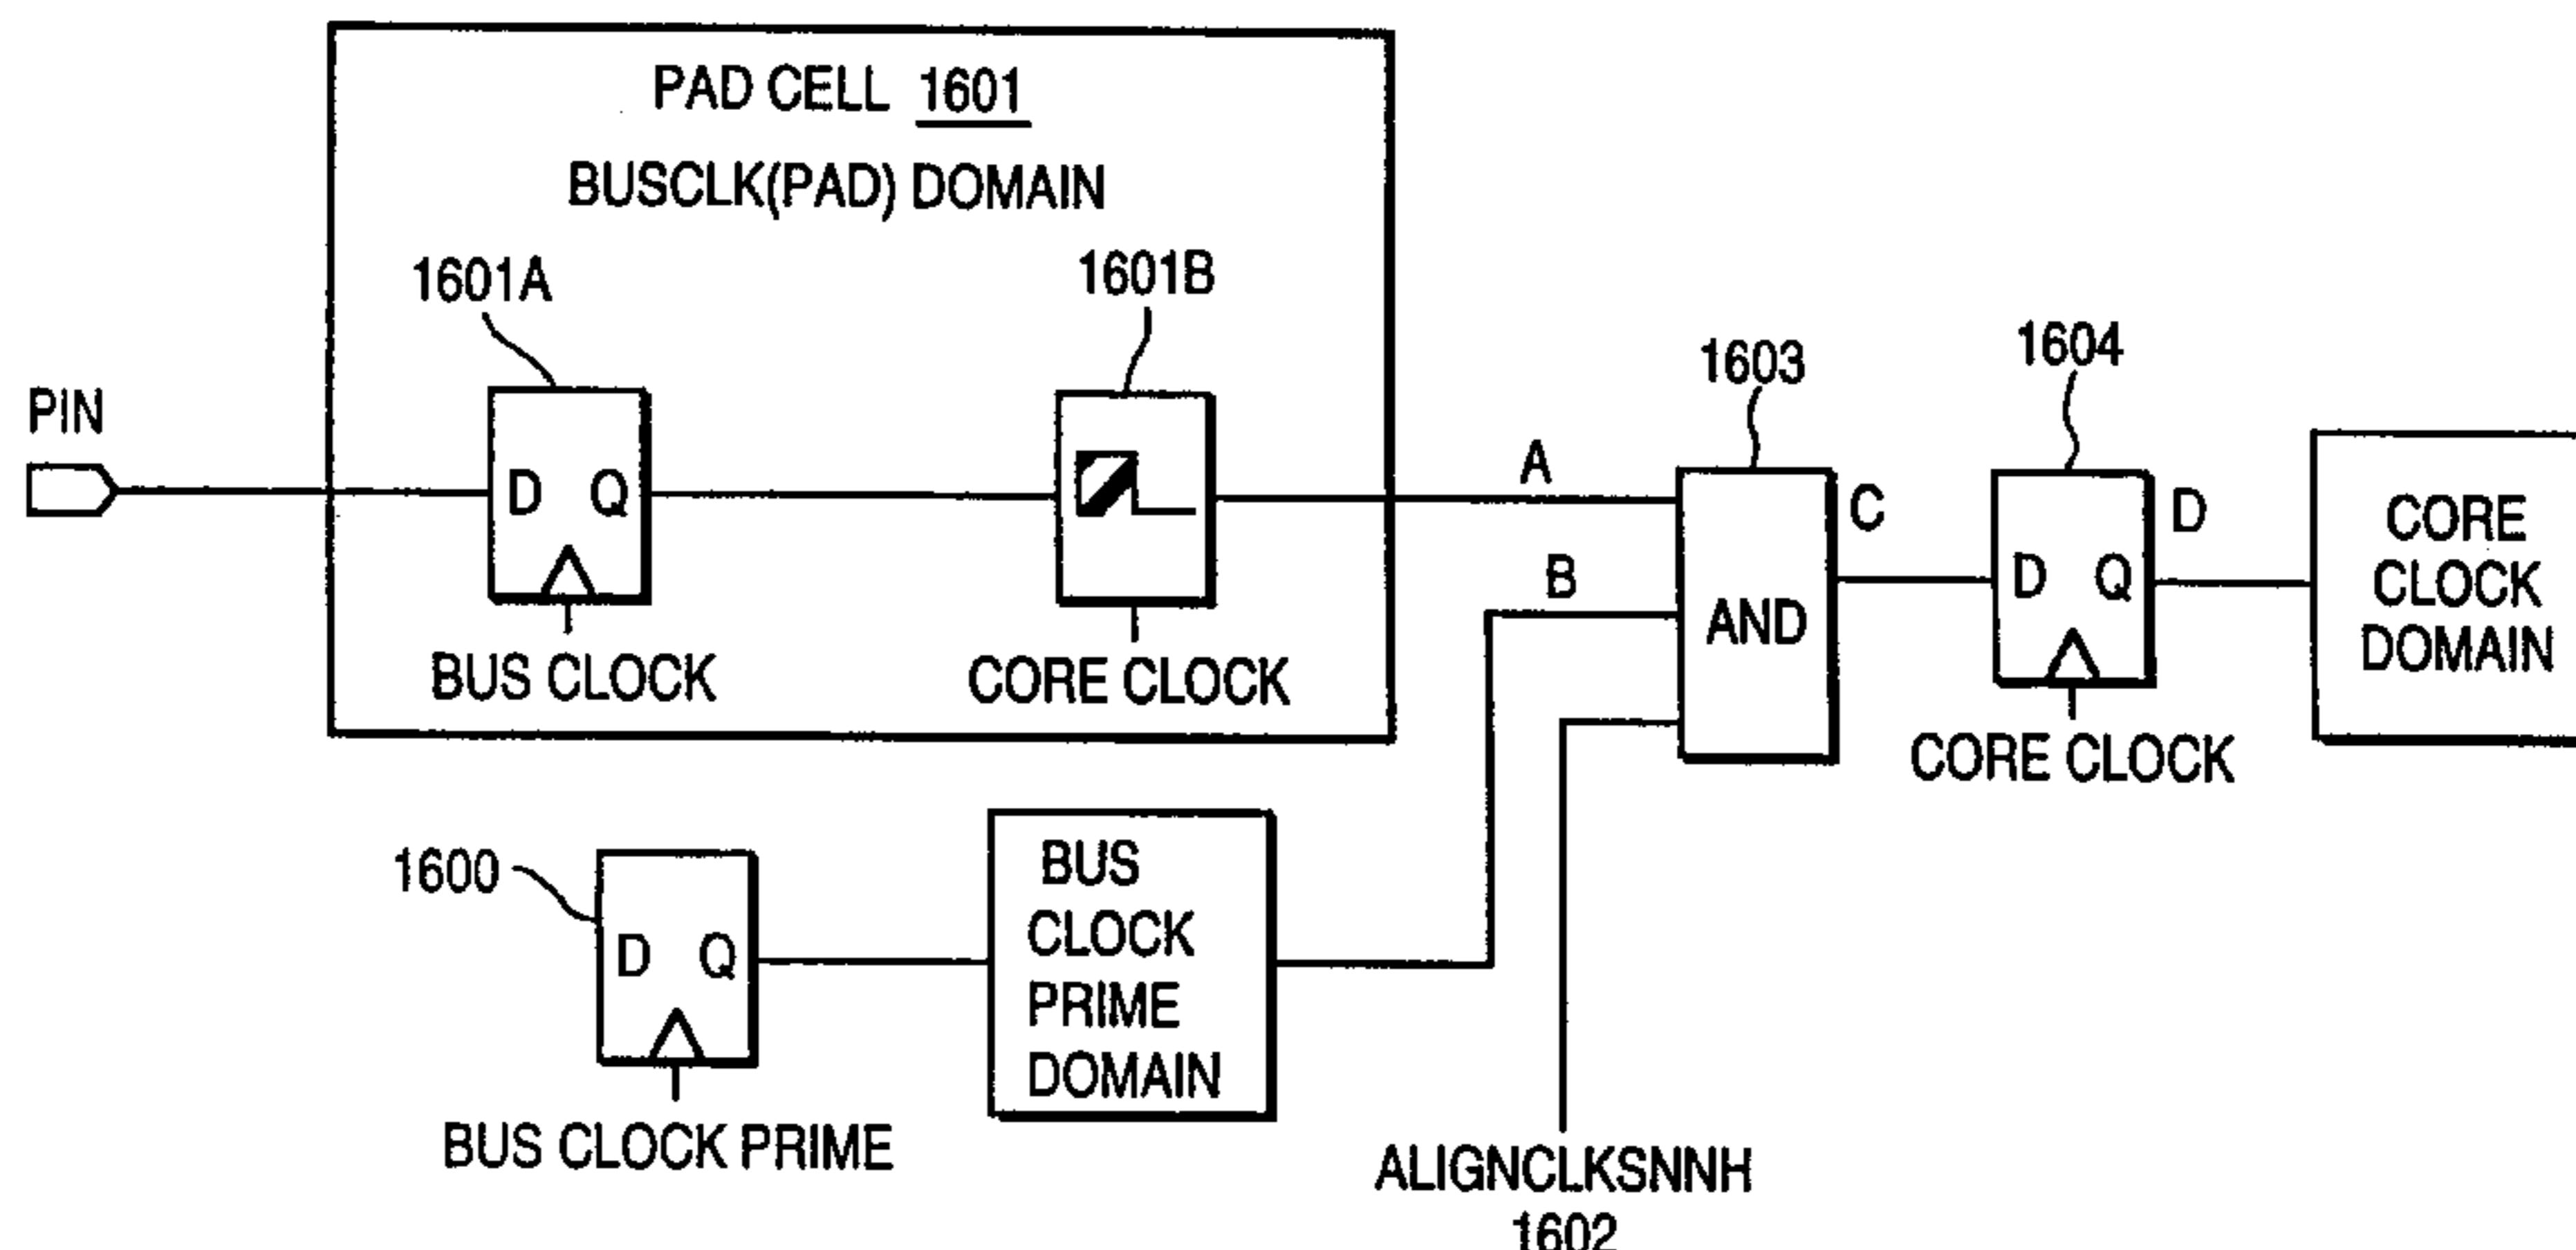 PAD CELL 1601
BUSCLK(PAD) DOMAIN
1601A
1601B
PIN
D Q
BUS CLOCK
CORE CLOCK
A
B
1603
AND
C
1604
D Q
CORE CLOCK
D
CORE
CLOCK
DOMAIN
1600
D Q
BUS CLOCK PRIME
BUS
CLOCK
PRIME
DOMAIN
ALIGNCLKSNNH
1602